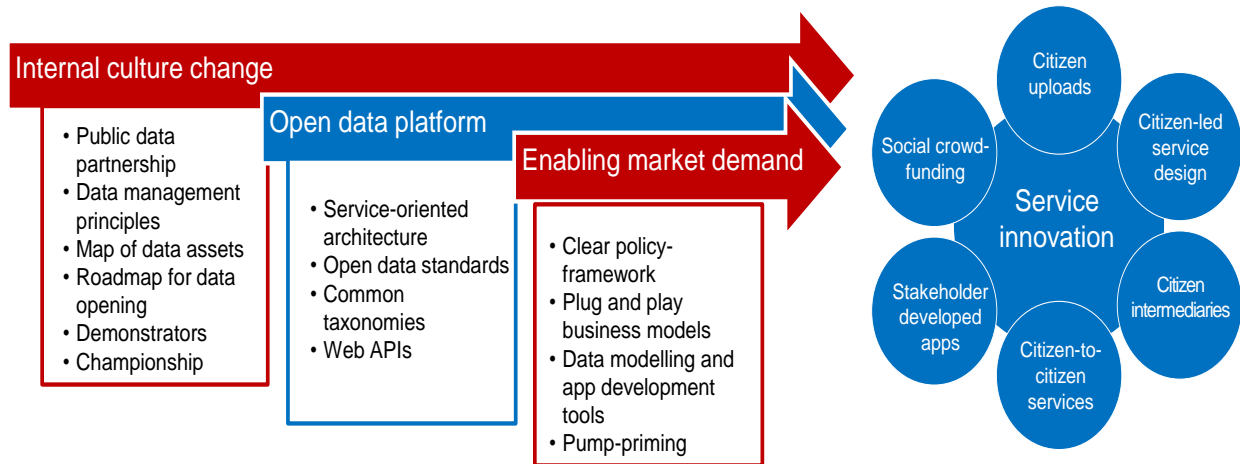 Internal culture change
• Public data
partnership
• Data management
principles
• Map of data assets
• Roadmap for data
opening
• Demonstrators
• Championship
Open data platform
• Service-oriented
architecture
• Open data standards
• Common
taxonomies
• Web APIs
Enabling market demand
• Clear policy-
framework
• Plug and play
business models
• Data modelling and
app development
tools
• Pump-priming
Service
innovation
Citizen
uploads
Citizen-led
service
design
Citizen
intermediaries
Citizen-to-
citizen
services
Stakeholder
developed
apps
Social crowd-
funding